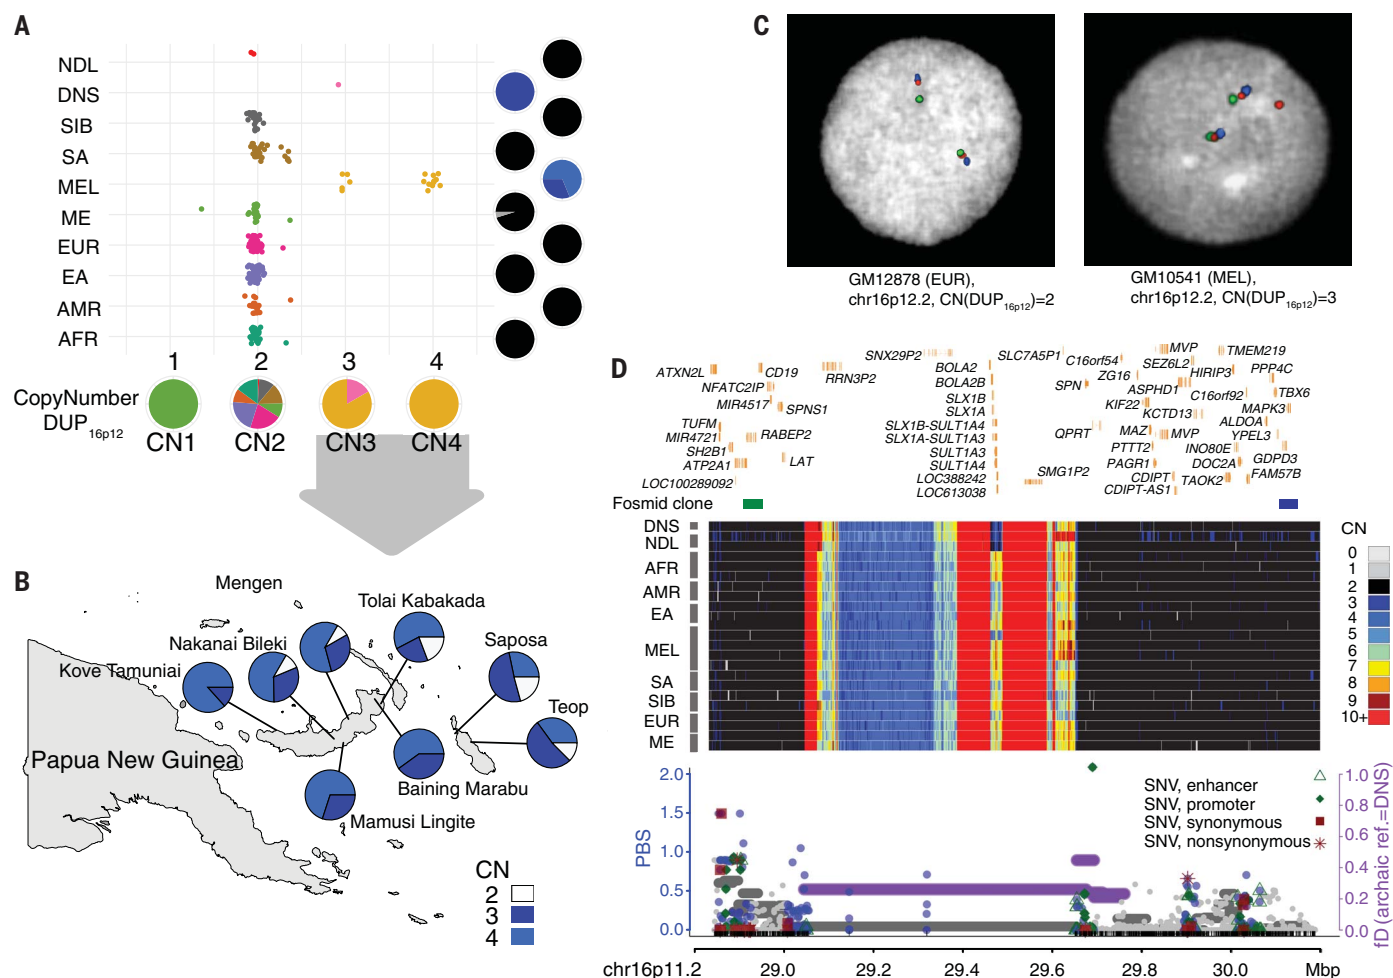 A
NDL
DNS
SIB
SA
MEL
ME
EUR
EA
AMR
AFR
1 2 3 4
CopyNumber
DUP16p12
CN1 CN2 CN3 CN4
B
Mengen
Tolai Kabakada
Nakanai Bileki
Saposa
Kove Tamuniai
Teop
Papua New Guinea
Baining Marabu
Mamusi Lingite
CN
2
3
4
C
GM12878 (EUR),
chr16p12.2, CN(DUP16p12)=2
GM10541 (MEL),
chr16p12.2, CN(DUP16p12)=3
D
ATXN2L
CD19
NFATC2IP
MIR4517
SPNS1
TUFM
MIR4721
RABEP2
SH2B1
ATP2A1
LAT
LOC100289092
RRN3P2
SNX29P2
BOLA2
BOLA2B
SLX1B
SLX1A
SLX1B-SULT1A4
SLX1A-SULT1A3
SULT1A3
SULT1A4
LOC388242
LOC613038
SMG1P2
SLC7A5P1
C16orf54
SPN
ZG16
QPRT
MVP
SEZ6L2
ASPHD1
KIF22
KCTD13
MAZ
MVP
PTTT2
PAGR1
CDIPT
CDIPT-AS1
TMEM219
HIRIP3
PPP4C
C16orf92
TBX6
MAPK3
ALDOA
YPEL3
INO80E
GDPD3
DOC2A
TAOK2
FAM57B
Fosmid clone
DNS
NDL
AFR
AMR
EA
MEL
SA
SIB
EUR
ME
CN
0
1
2
3
4
5
6
7
8
9
10+
PBS
2.0
1.5
1.0
0.5
0.0
SNV, enhancer
SNV, promoter
SNV, synonymous
SNV, nonsynonymous
1.0
0.8
0.6
0.4
0.2
0.0
fD (archaic ref.=DNS)
chr16p11.2 29.0 29.2 29.4 29.6 29.8 30.0 Mbp